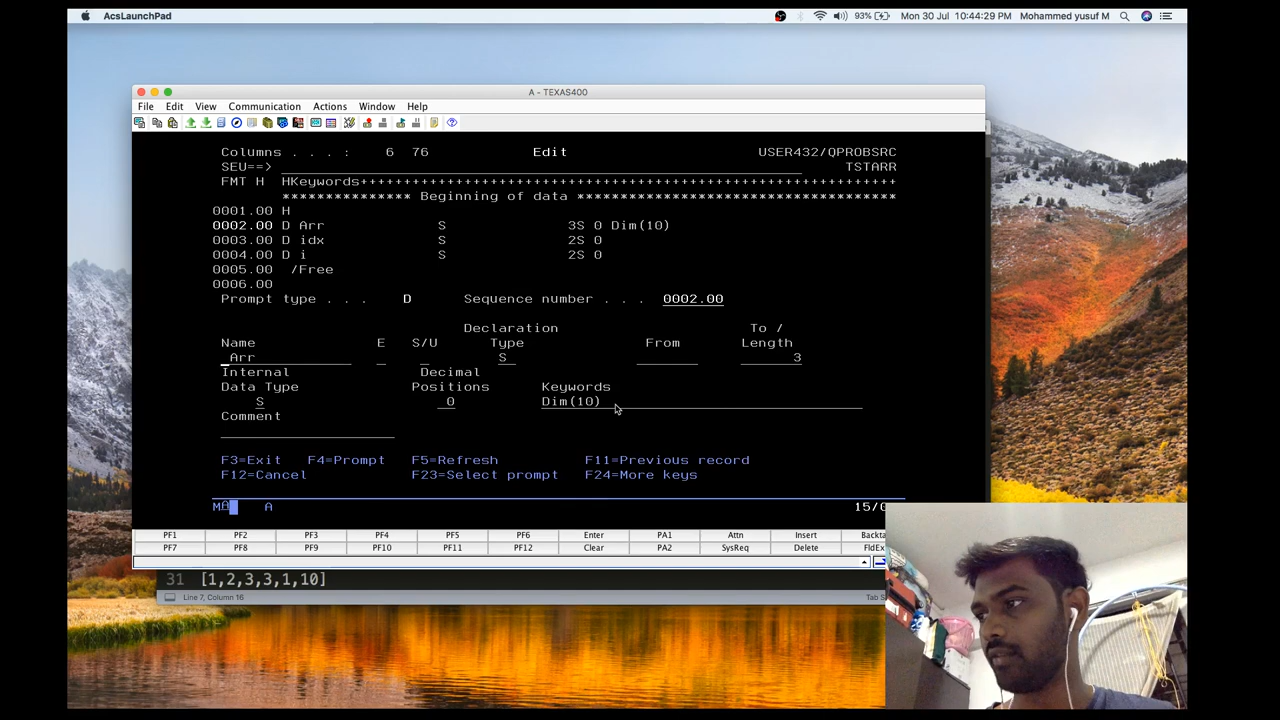 AcsLaunchPad 93% Mon 30 Jul 10:44:29 PM Mohammed yusuf M
A - TEXAS400
File Edit View Communication Actions Window Help
Columns . . . : 6 76 Edit USER432/QPROBSRC
SEU==> TSTARR
FMT H HKeywords++++++++++++++++++++++++++++++++++++++++++++++++++++++++++++++
*************** Beginning of data *************************************
0001.00 H
0002.00 D Arr S 3S 0 Dim(10)
0003.00 D idx S 2S 0
0004.00 D i S 2S 0
0005.00 /Free
0006.00
Prompt type . . . D Sequence number . . . 0002.00
Declaration To /
Name E S/U Type From Length
Arr S 3
Internal Decimal
Data Type Positions Keywords
S 0 Dim(10)
Comment
F3=Exit F4=Prompt F5=Refresh F11=Previous record
F12=Cancel F23=Select prompt F24=More keys
A 15/
PF1 PF2 PF3 PF4 PF5 PF6 Enter PA1 Attn Insert
PF7 PF8 PF9 PF10 PF11 PF12 Clear PA2 SysReq Delete FldEx
31 [1,2,3,3,1,10]
Line 7, Column 16 Tab S